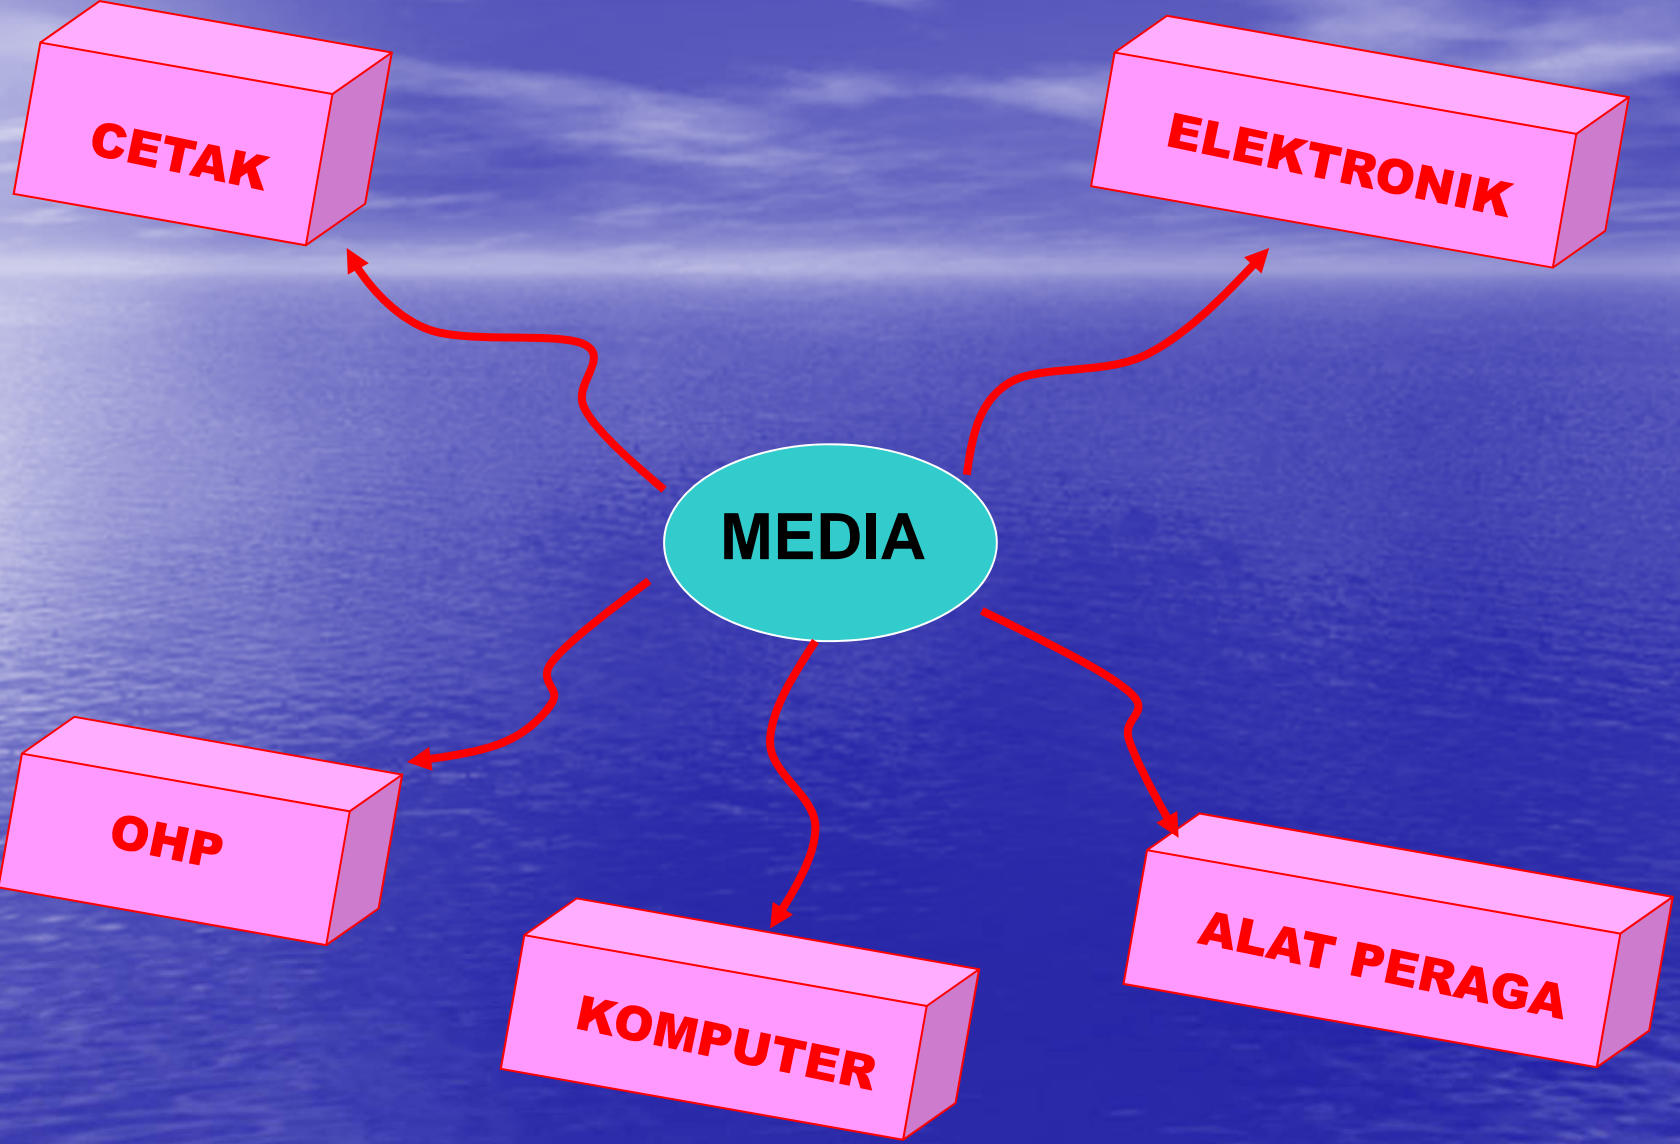 CETAK
ELEKTRONIK
MEDIA
OHP
KOMPUTER
ALAT PERAGA